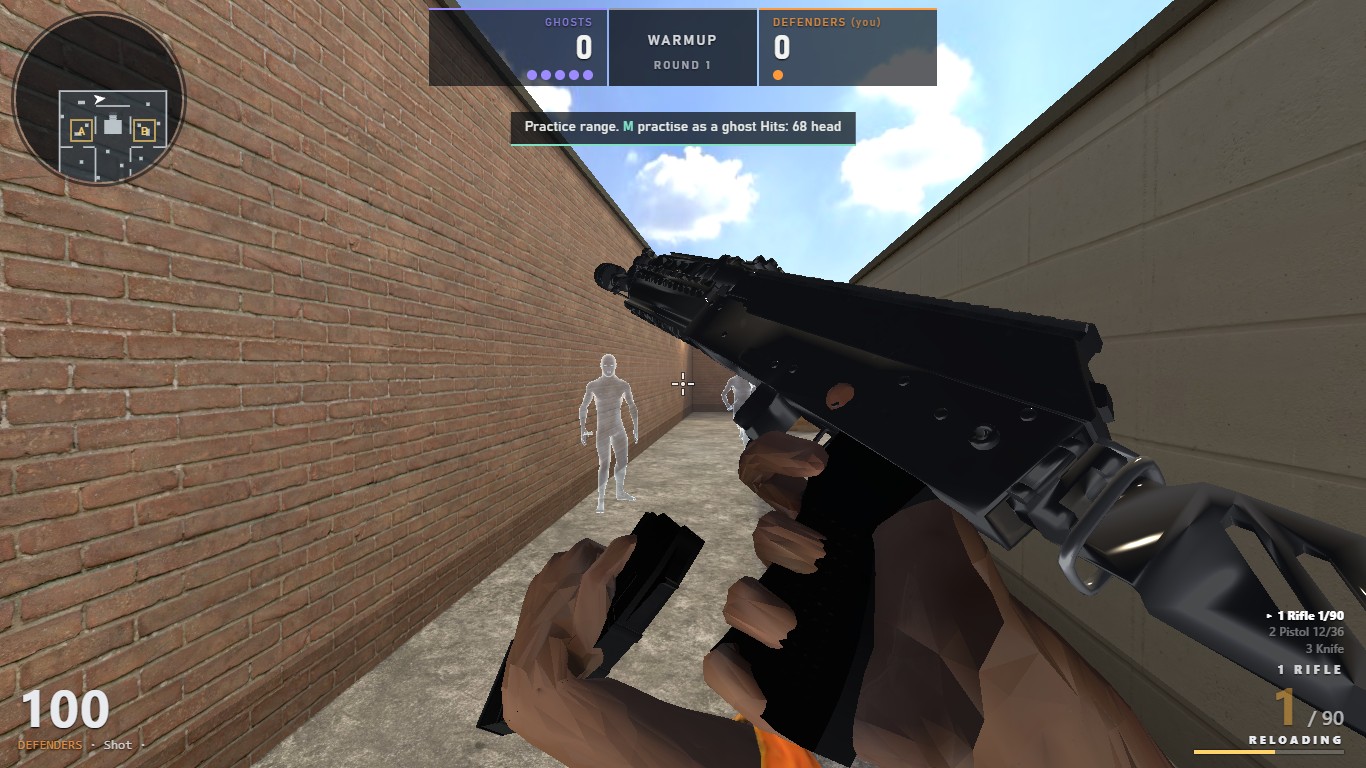 GHOSTS
0
WARMUP
ROUND 1
DEFENDERS (you)
0
Practice range. M practise as a ghost Hits: 68 head
A
B
▸ 1 Rifle 1/90
2 Pistol 12/36
3 Knife
1 RIFLE
1 / 90
RELOADING
100
DEFENDERS · Shot ·